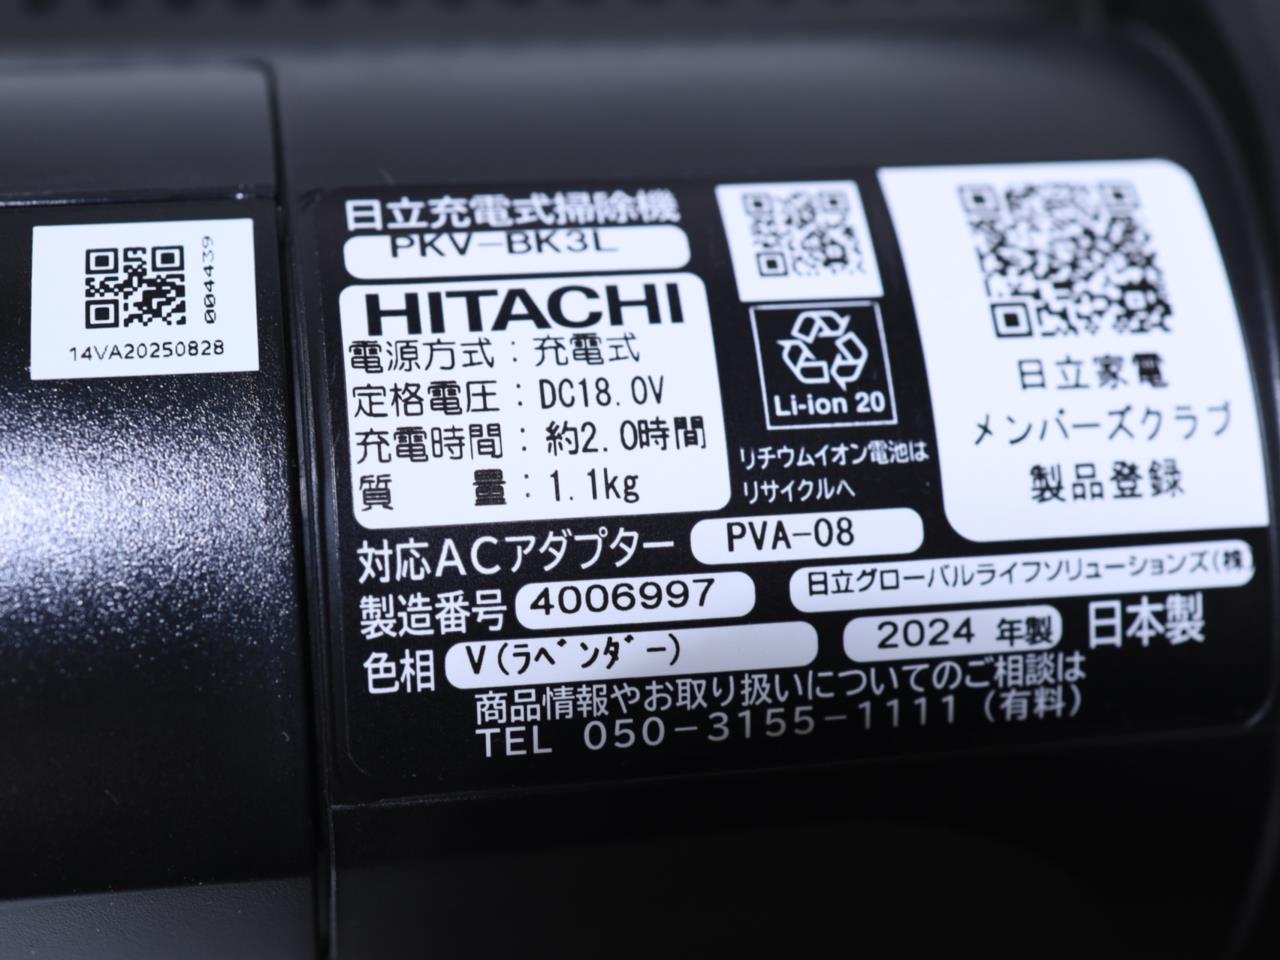 004439
14VA20250828
日立充電式掃除機
PKV-BK3L
HITACHI
電源方式：充電式
定格電圧：DC18.0V
充電時間：約2.0時間
質　　量：1.1kg
Li-ion 20
リチウムイオン電池は
リサイクルへ
日立家電
メンバーズクラブ
製品登録
対応ACアダプター PVA-08
製造番号 4006997
日立グローバルライフソリューションズ(株)
色相 V(ラベンダー)
2024 年製 日本製
商品情報やお取り扱いについてのご相談は
TEL 050-3155-1111（有料）